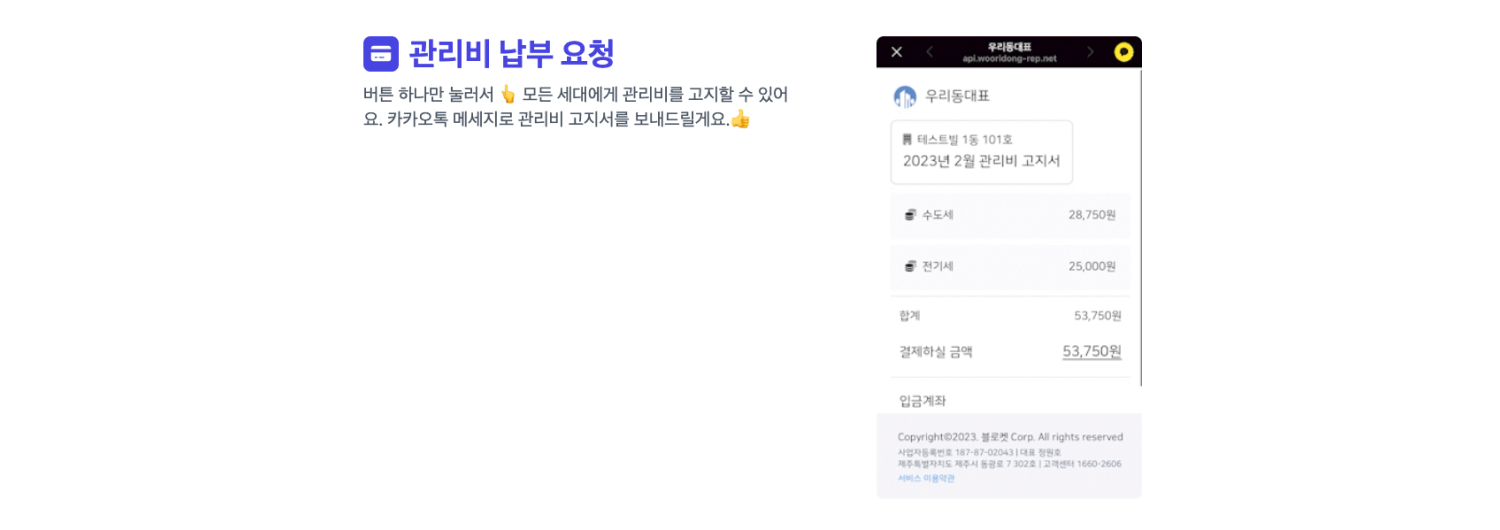 관리비 납부 요청
버튼 하나만 눌러서 👆 모든 세대에게 관리비를 고지할 수 있어
요. 카카오톡 메세지로 관리비 고지서를 보내드릴게요.👍
우리동대표
api.wooridong-rep.net
우리동대표
테스트빌 1동 101호
2023년 2월 관리비 고지서
수도세 28,750원
전기세 25,000원
합계 53,750원
결제하실 금액 53,750원
입금계좌
Copyright©2023. 블로켓 Corp. All rights reserved
사업자등록번호 187-87-02043 | 대표 정원호
제주특별자치도 제주시 동광로 7 302호 | 고객센터 1660-2606
서비스 이용약관